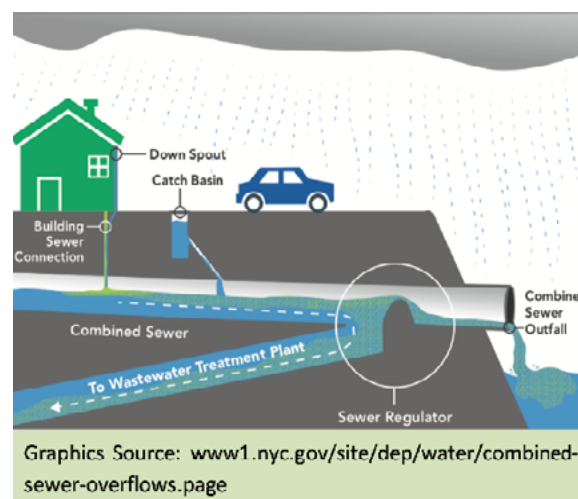 Down Spout
Catch Basin
Building
Sewer
Connection
Combine
Sewer
Outfall
Combined Sewer
To Wastewater Treatment Plant
Sewer Regulator
Graphics Source: www1.nyc.gov/site/dep/water/combined-
sewer-overflows.page